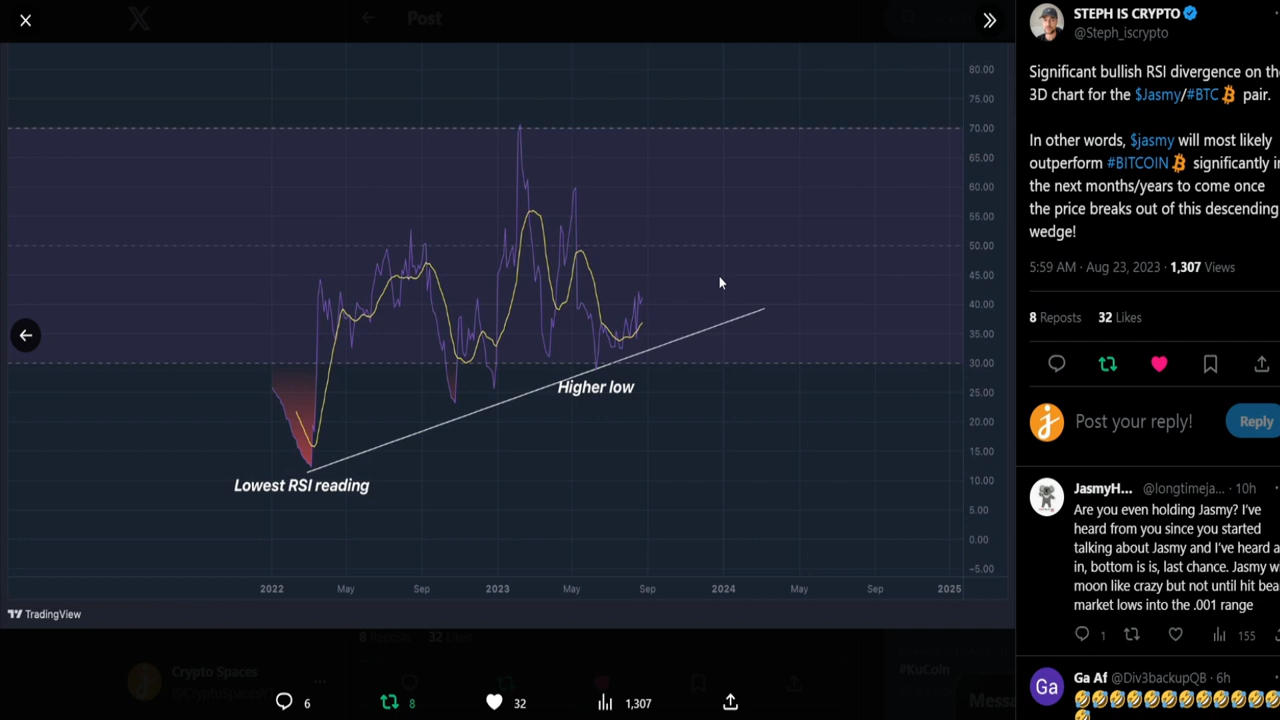 Post
80.00
75.00
70.00
65.00
60.00
55.00
50.00
45.00
40.00
35.00
30.00
25.00
20.00
15.00
10.00
5.00
0.00
−5.00
Higher low
Lowest RSI reading
2022 May Sep 2023 May Sep 2024 May Sep 2025
TradingView
8 Reposts 32 Likes
Crypto Spaces
#KuCoin
6 8 32 1,307
STEPH IS CRYPTO
@Steph_iscrypto
Significant bullish RSI divergence on the
3D chart for the $Jasmy/#BTC pair.
In other words, $jasmy will most likely
outperform #BITCOIN significantly in
the next months/years to come once
the price breaks out of this descending
wedge!
5:59 AM · Aug 23, 2023 · 1,307 Views
8 Reposts 32 Likes
Post your reply!
Reply
JasmyH... @longtimeja... · 10h
Are you even holding Jasmy? I've
heard from you since you started
talking about Jasmy and I've heard a
in, bottom is is, last chance. Jasmy w
moon like crazy but not until hit bea
market lows into the .001 range
1 155
Ga
Ga Af @Div3backupQB · 6h